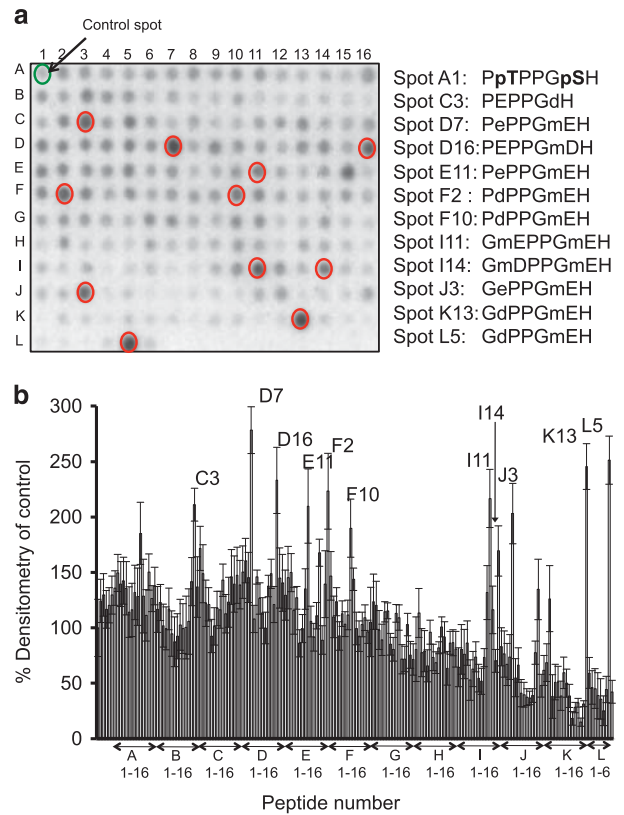 a
Control spot
1 2 3 4 5 6 7 8 9 10 11 12 13 14 15 16
A
B
C
D
E
F
G
H
I
J
K
L
Spot A1: PpTPPGpSH
Spot C3: PEPPGdH
Spot D7: PePPGmEH
Spot D16: PEPPGmDH
Spot E11: PePPGmEH
Spot F2 : PdPPGmEH
Spot F10: PdPPGmEH
Spot I11: GmEPPGmEH
Spot I14: GmDPPGmEH
Spot J3: GePPGmEH
Spot K13: GdPPGmEH
Spot L5: GdPPGmEH
b
% Densitometry of control
300
250
200
150
100
50
0
C3
D7
D16
E11
F2
F10
I11
I14
J3
K13
L5
A B C D E F G H I J K L
1-16 1-16 1-16 1-16 1-16 1-16 1-16 1-16 1-16 1-16 1-16 1-6
Peptide number